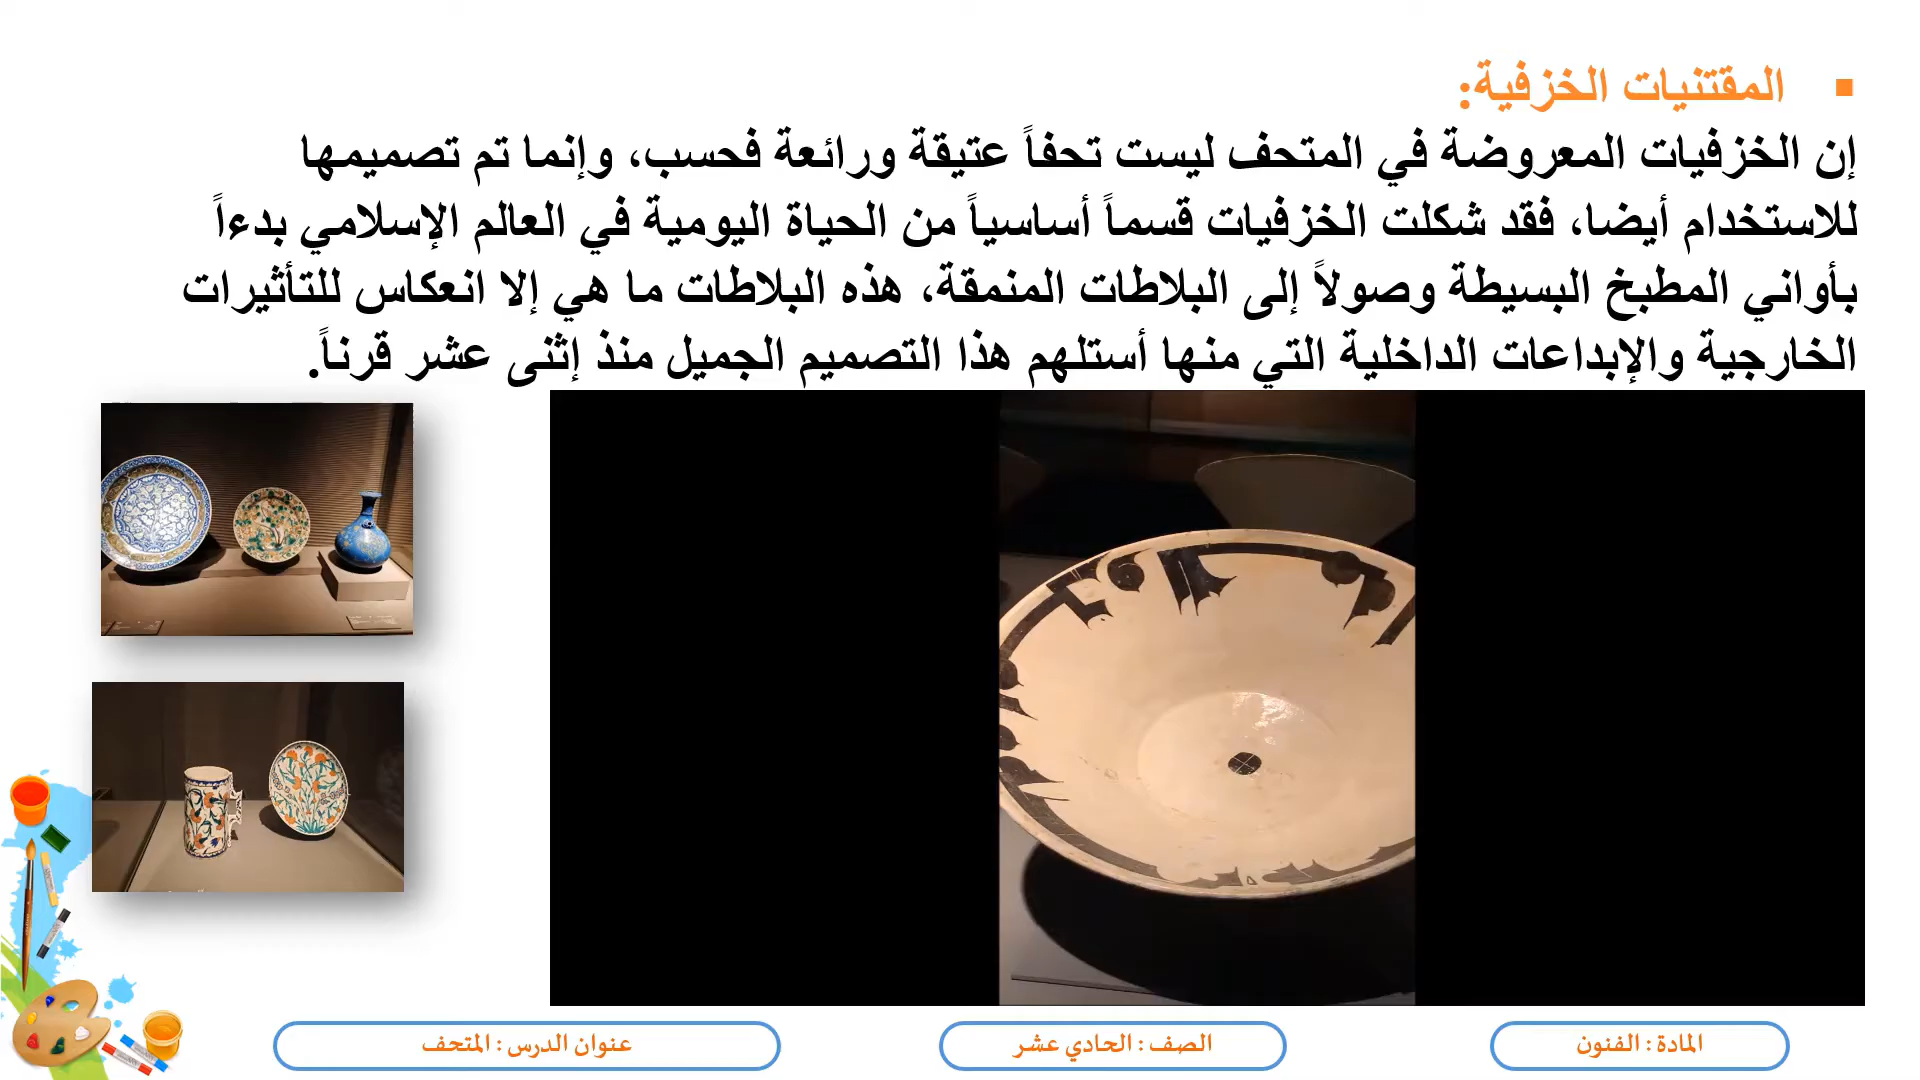 المقتنيات الخزفية:
إن الخزفيات المعروضة في المتحف ليست تحفاً عتيقة ورائعة فحسب، وإنما تم تصميمها
للاستخدام أيضا، فقد شكلت الخزفيات قسماً أساسياً من الحياة اليومية في العالم الإسلامي بدءاً
بأواني المطبخ البسيطة وصولاً إلى البلاطات المنمقة، هذه البلاطات ما هي إلا انعكاس للتأثيرات
الخارجية والإبداعات الداخلية التي منها أستلهم هذا التصميم الجميل منذ إثنى عشر قرناً.
المادة : الفنون
الصف : الحادي عشر
عنوان الدرس : المتحف